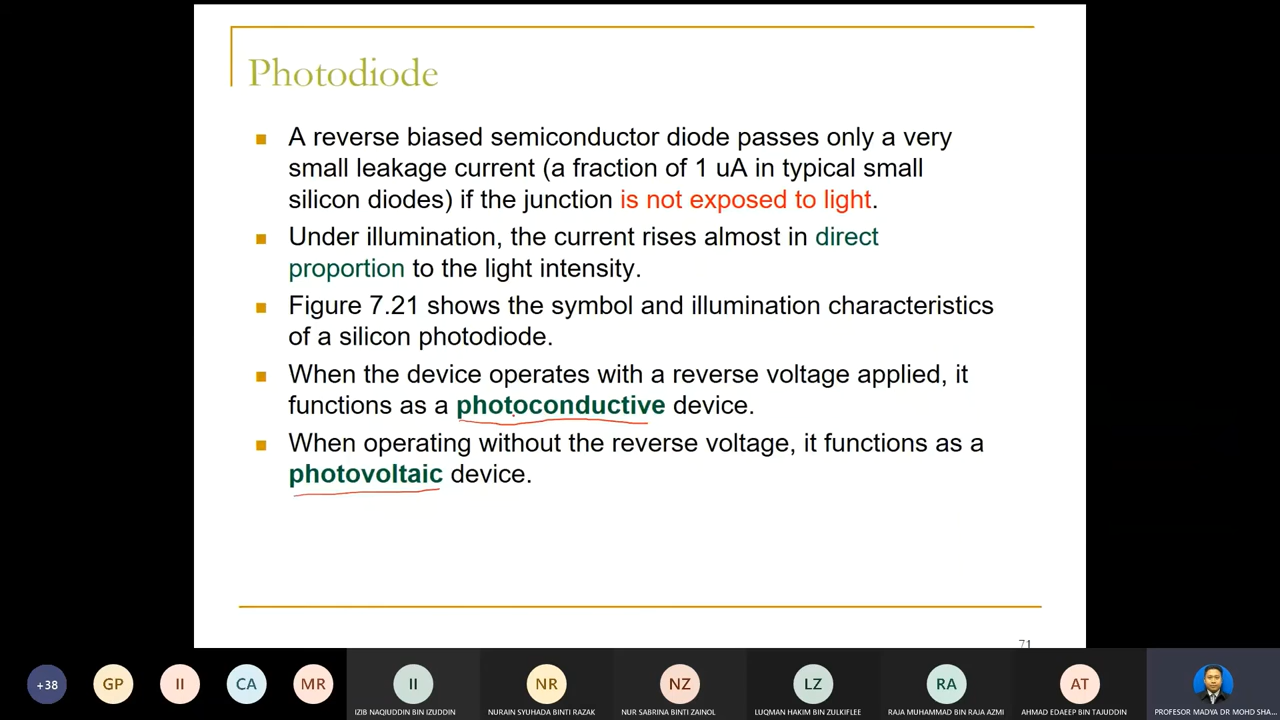 Photodiode
A reverse biased semiconductor diode passes only a very
small leakage current (a fraction of 1 uA in typical small
silicon diodes) if the junction is not exposed to light.
Under illumination, the current rises almost in direct
proportion to the light intensity.
Figure 7.21 shows the symbol and illumination characteristics
of a silicon photodiode.
When the device operates with a reverse voltage applied, it
functions as a photoconductive device.
When operating without the reverse voltage, it functions as a
photovoltaic device.
71
+38 GP II CA MR II NR NZ LZ RA AT
IZIB NAQIUDDIN BIN IZUDDIN NURAIN SYUHADA BINTI RAZAK NUR SABRINA BINTI ZAINOL LUQMAN HAKIM BIN ZULKIFLEE RAJA MUHAMMAD BIN RAJA AZMI AHMAD EDAEEP BIN TAJUDDIN PROFESOR MADYA DR MOHD SHA...